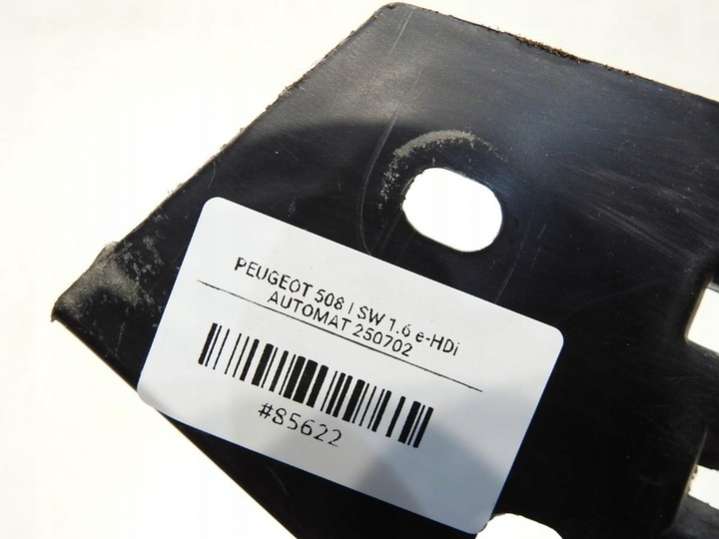 PEUGEOT 508 I SW 1.6 e-HDi
AUTOMAT 250702
#85622